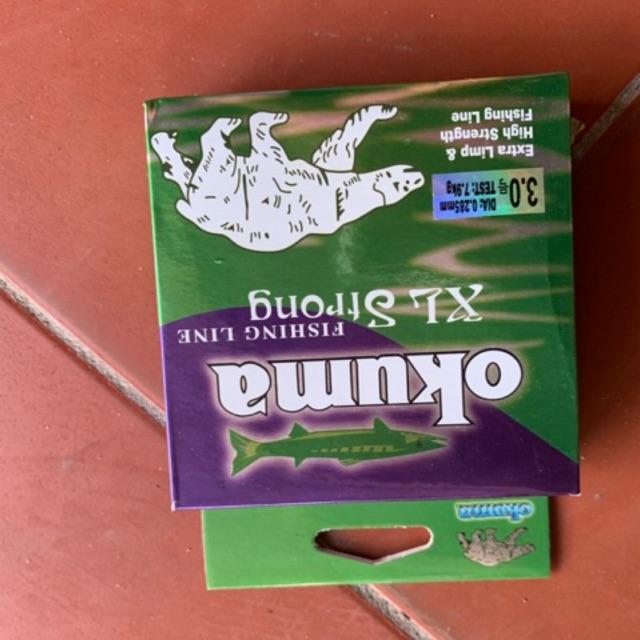 okuma
okuma
FISHING LINE
XL Strong
3.0
DIA: 0.285mm
TEST: 7.9kg
Extra Limp &
High Strength
Fishing Line